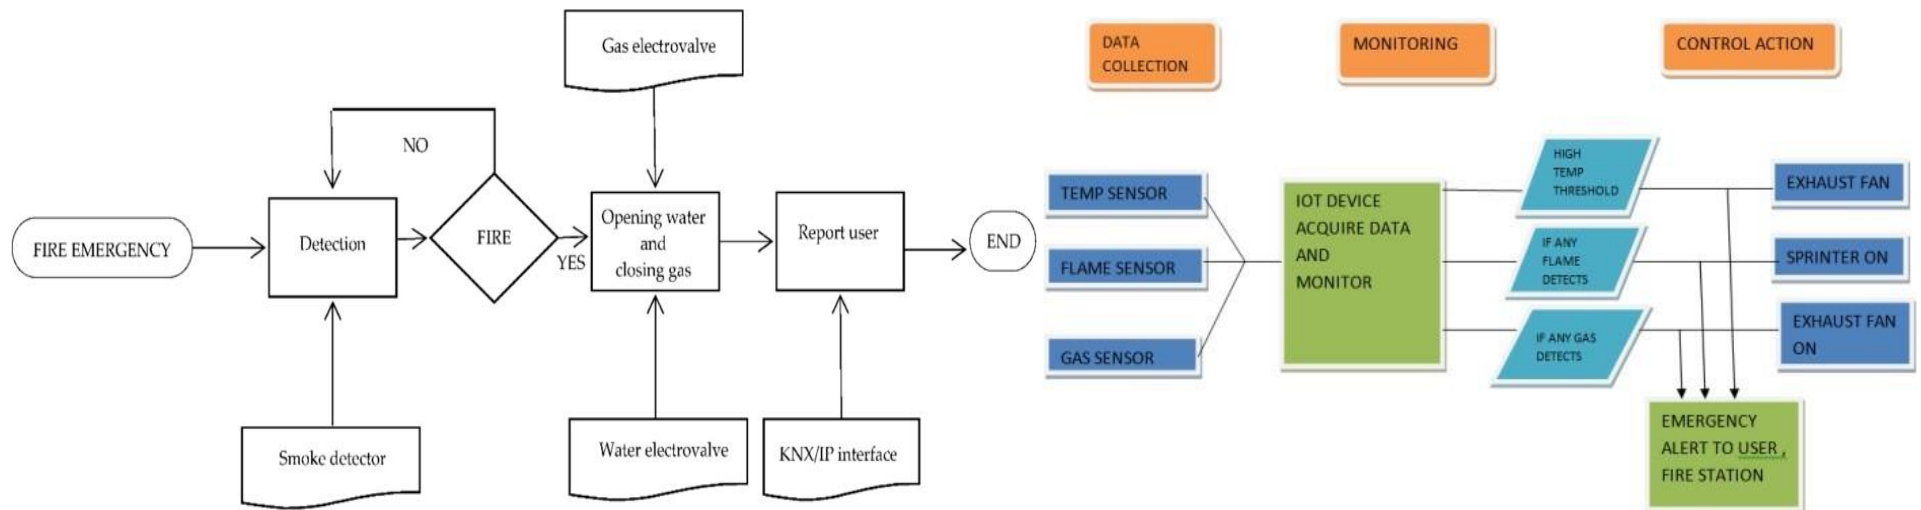 Gas electrovalve
NO
FIRE EMERGENCY
Detection
FIRE
YES
Opening water
and
closing gas
Report user
END
Smoke detector
Water electrovalve
KNX/IP interface
DATA
COLLECTION
MONITORING
CONTROL ACTION
TEMP SENSOR
FLAME SENSOR
GAS SENSOR
IOT DEVICE
ACQUIRE DATA
AND
MONITOR
HIGH
TEMP
THRESHOLD
IF ANY
FLAME
DETECTS
IF ANY GAS
DETECTS
EXHAUST FAN
SPRINTER ON
EXHAUST FAN
ON
EMERGENCY
ALERT TO USER ,
FIRE STATION